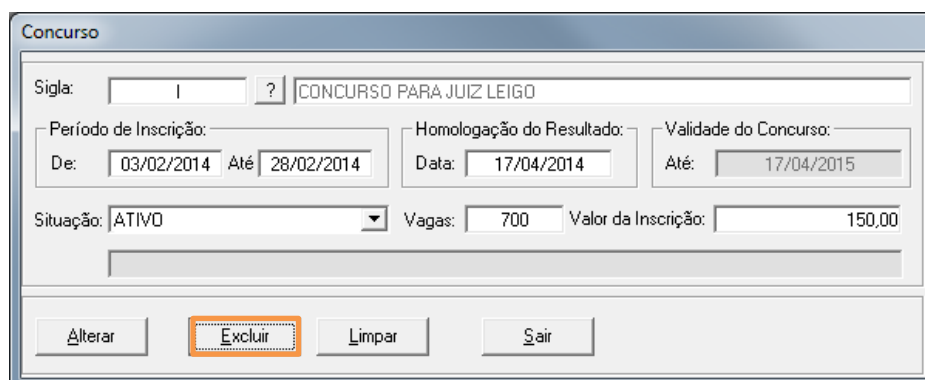 Concurso
Sigla: I ? CONCURSO PARA JUIZ LEIGO
Período de Inscrição: Homologação do Resultado: Validade do Concurso:
De: 03/02/2014 Até 28/02/2014 Data: 17/04/2014 Até: 17/04/2015
Situação: ATIVO Vagas: 700 Valor da Inscrição: 150,00
Alterar Excluir Limpar Sair